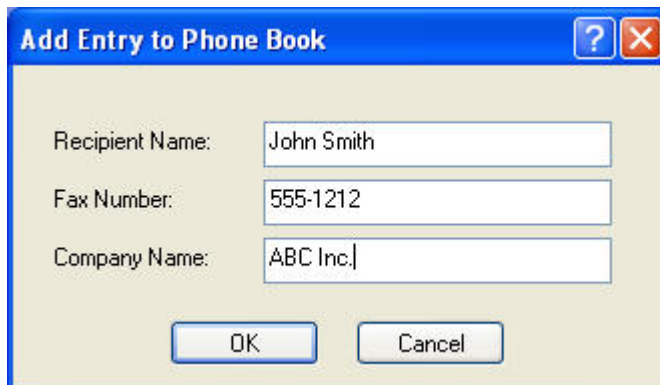 Add Entry to Phone Book ?
Recipient Name: John Smith
Fax Number: 555-1212
Company Name: ABC Inc.
OK Cancel